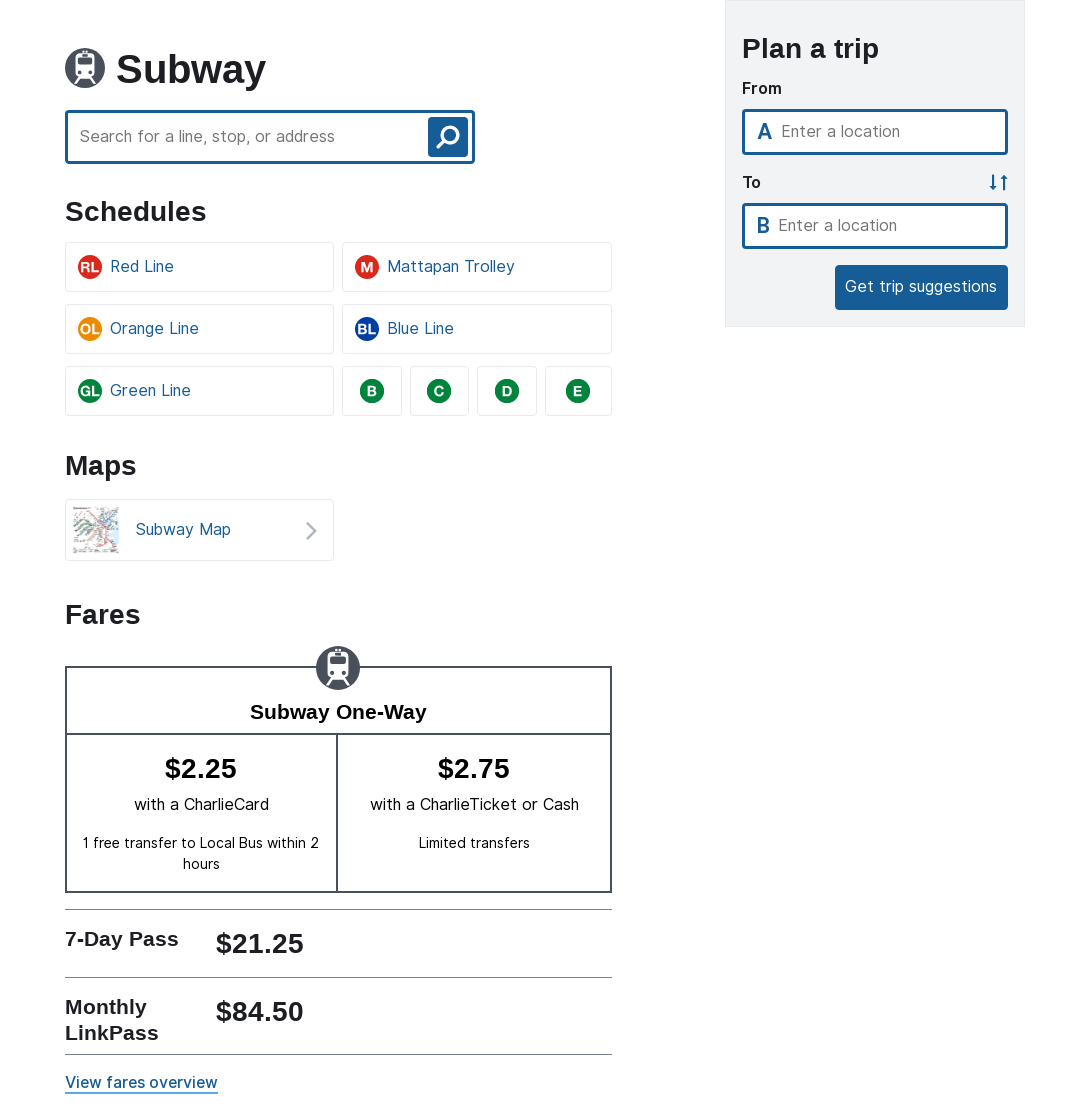 Subway
Search for a line, stop, or address
Schedules
RL Red Line
M Mattapan Trolley
OL Orange Line
BL Blue Line
GL Green Line
B
C
D
E
Maps
Subway Map
Fares
Subway One-Way
$2.25
with a CharlieCard
1 free transfer to Local Bus within 2
hours
$2.75
with a CharlieTicket or Cash
Limited transfers
7-Day Pass $21.25
Monthly
LinkPass
$84.50
View fares overview
Plan a trip
From
A Enter a location
To
B Enter a location
Get trip suggestions